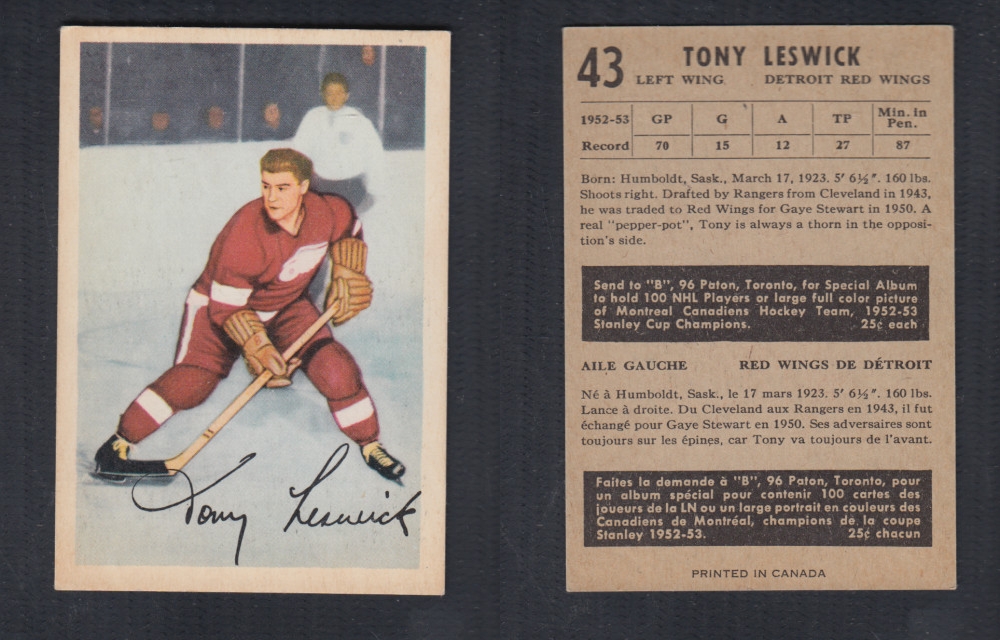 Tony Leswick
43 TONY LESWICK
LEFT WING DETROIT RED WINGS
1952-53 GP G A TP Min. in Pen.
Record 70 15 12 27 87
Born: Humboldt, Sask., March 17, 1923. 5' 6½". 160 lbs.
Shoots right. Drafted by Rangers from Cleveland in 1943,
he was traded to Red Wings for Gaye Stewart in 1950. A
real "pepper-pot", Tony is always a thorn in the opposi-
tion's side.
Send to "B", 96 Paton, Toronto, for Special Album
to hold 100 NHL Players or large full color picture
of Montreal Canadiens Hockey Team, 1952-53
Stanley Cup Champions. 25¢ each
AILE GAUCHE RED WINGS DE DÉTROIT
Né à Humboldt, Sask., le 17 mars 1923. 5' 6½". 160 lbs.
Lance à droite. Du Cleveland aux Rangers en 1943, il fut
échangé pour Gaye Stewart en 1950. Ses adversaires sont
toujours sur les épines, car Tony va toujours de l'avant.
Faites la demande à "B", 96 Paton, Toronto, pour
un album spécial pour contenir 100 cartes des
joueurs de la LN ou un large portrait en couleurs des
Canadiens de Montréal, champions de la coupe
Stanley 1952-53. 25¢ chacun
PRINTED IN CANADA